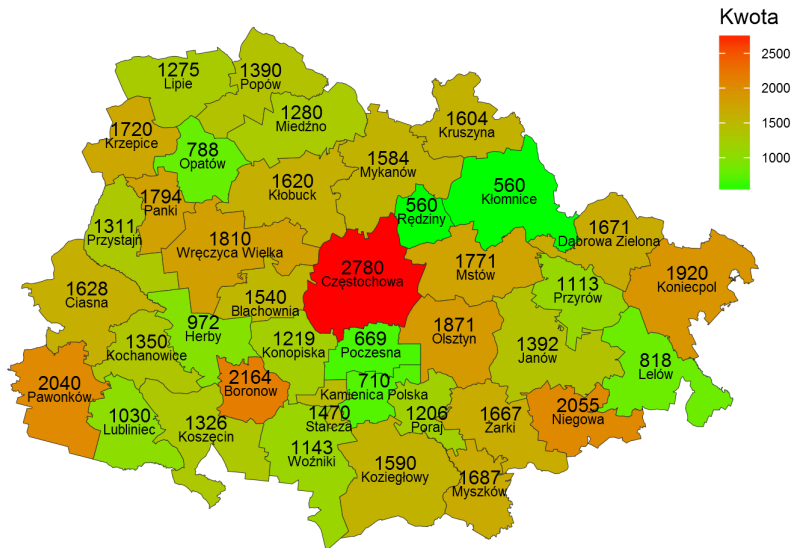 Kwota
2500
2000
1500
1000
1275
Lipie
1390
Popów
1280
Miedźno
1604
Kruszyna
1720
Krzepice
788
Opatów
1584
Mykanów
1620
Kłobuck
560
Rędziny
560
Kłomnice
1794
Panki
1311
Przystajń
1810
Wręczyca Wielka
1671
Dąbrowa Zielona
2780
Częstochowa
1771
Mstów
1920
Koniecpol
1628
Ciasna
1540
Blachownia
1113
Przyrów
972
Herby
1350
Kochanowice
1219
Konopiska
669
Poczesna
1871
Olsztyn
1392
Janów
818
Lelów
2040
Pawonków
2164
Boronow
710
Kamienica Polska
1030
Lubliniec
1326
Koszecin
1470
Starcza
1206
Poraj
1667
Żarki
2055
Niegowa
1143
Woźniki
1590
Koziegłowy
1687
Myszków